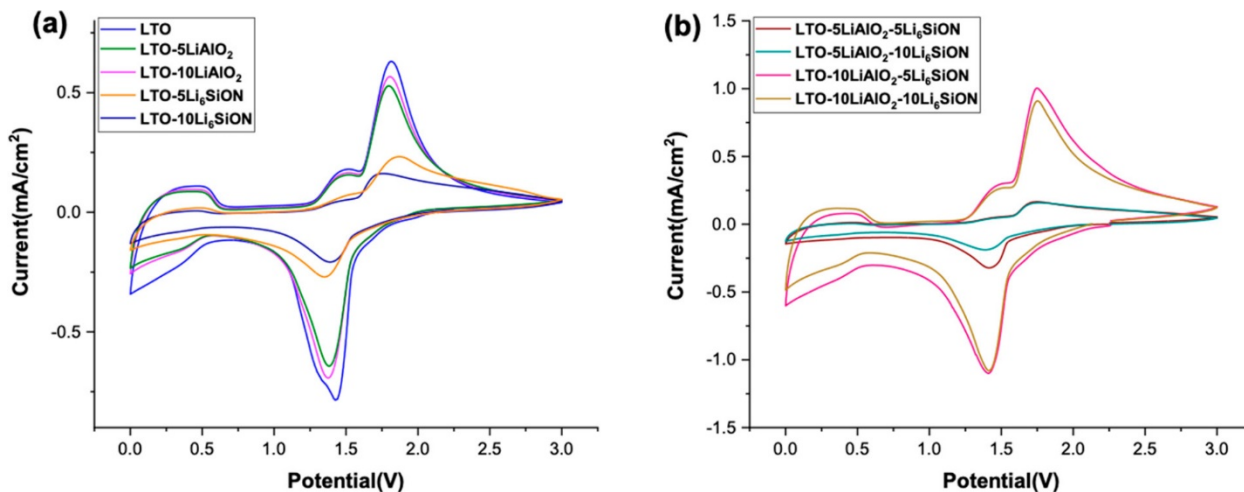 (a)
LTO
LTO-5LiAlO₂
LTO-10LiAlO₂
LTO-5Li₆SiON
LTO-10Li₆SiON
0.5
0.0
-0.5
Current(mA/cm²)
0.0
0.5
1.0
1.5
2.0
2.5
3.0
Potential(V)
(b)
LTO-5LiAlO₂-5Li₆SiON
LTO-5LiAlO₂-10Li₆SiON
LTO-10LiAlO₂-5Li₆SiON
LTO-10LiAlO₂-10Li₆SiON
1.5
1.0
0.5
0.0
-0.5
-1.0
-1.5
Current(mA/cm²)
0.0
0.5
1.0
1.5
2.0
2.5
3.0
Potential(V)